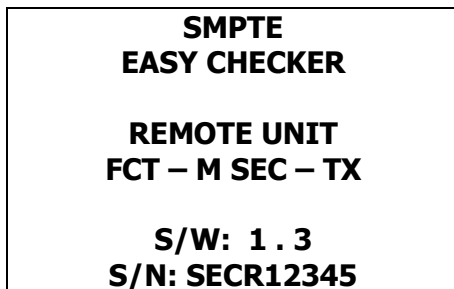 SMPTE
EASY CHECKER
REMOTE UNIT
FCT – M SEC – TX
S/W: 1 . 3
S/N: SECR12345